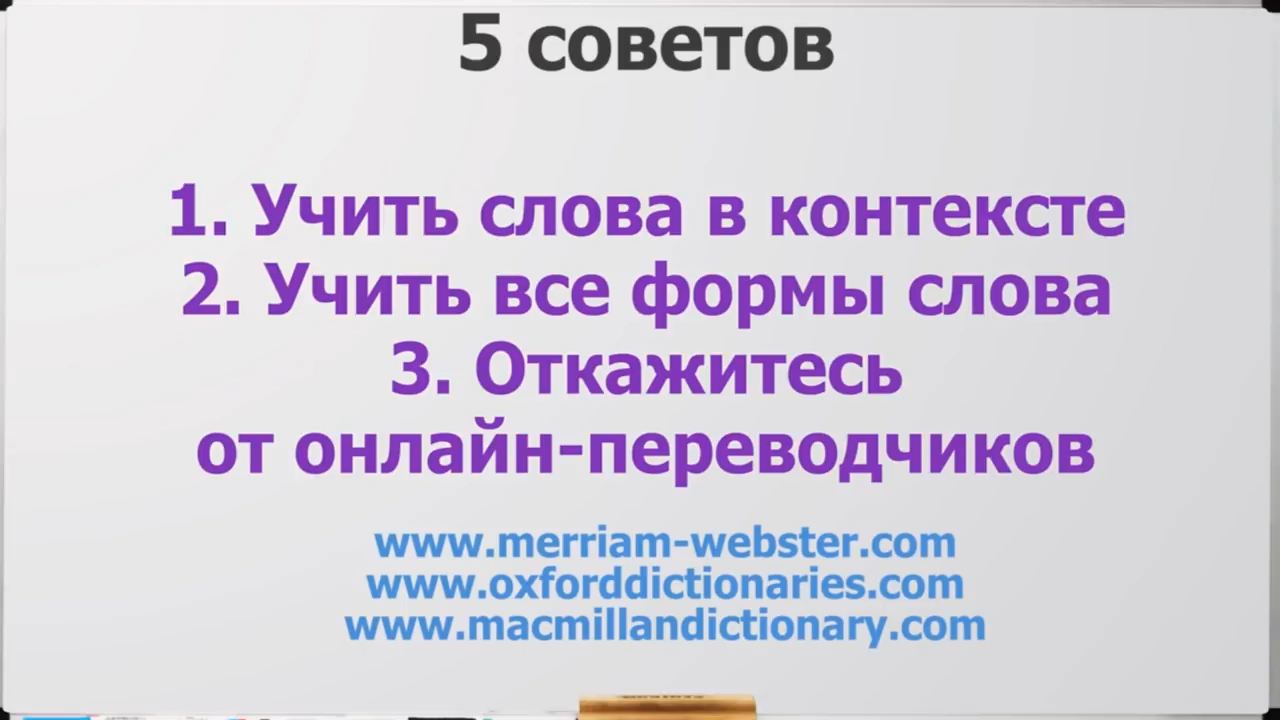 5 советов
1. Учить слова в контексте
2. Учить все формы слова
3. Откажитесь
от онлайн-переводчиков
www.merriam-webster.com
www.oxforddictionaries.com
www.macmillandictionary.com